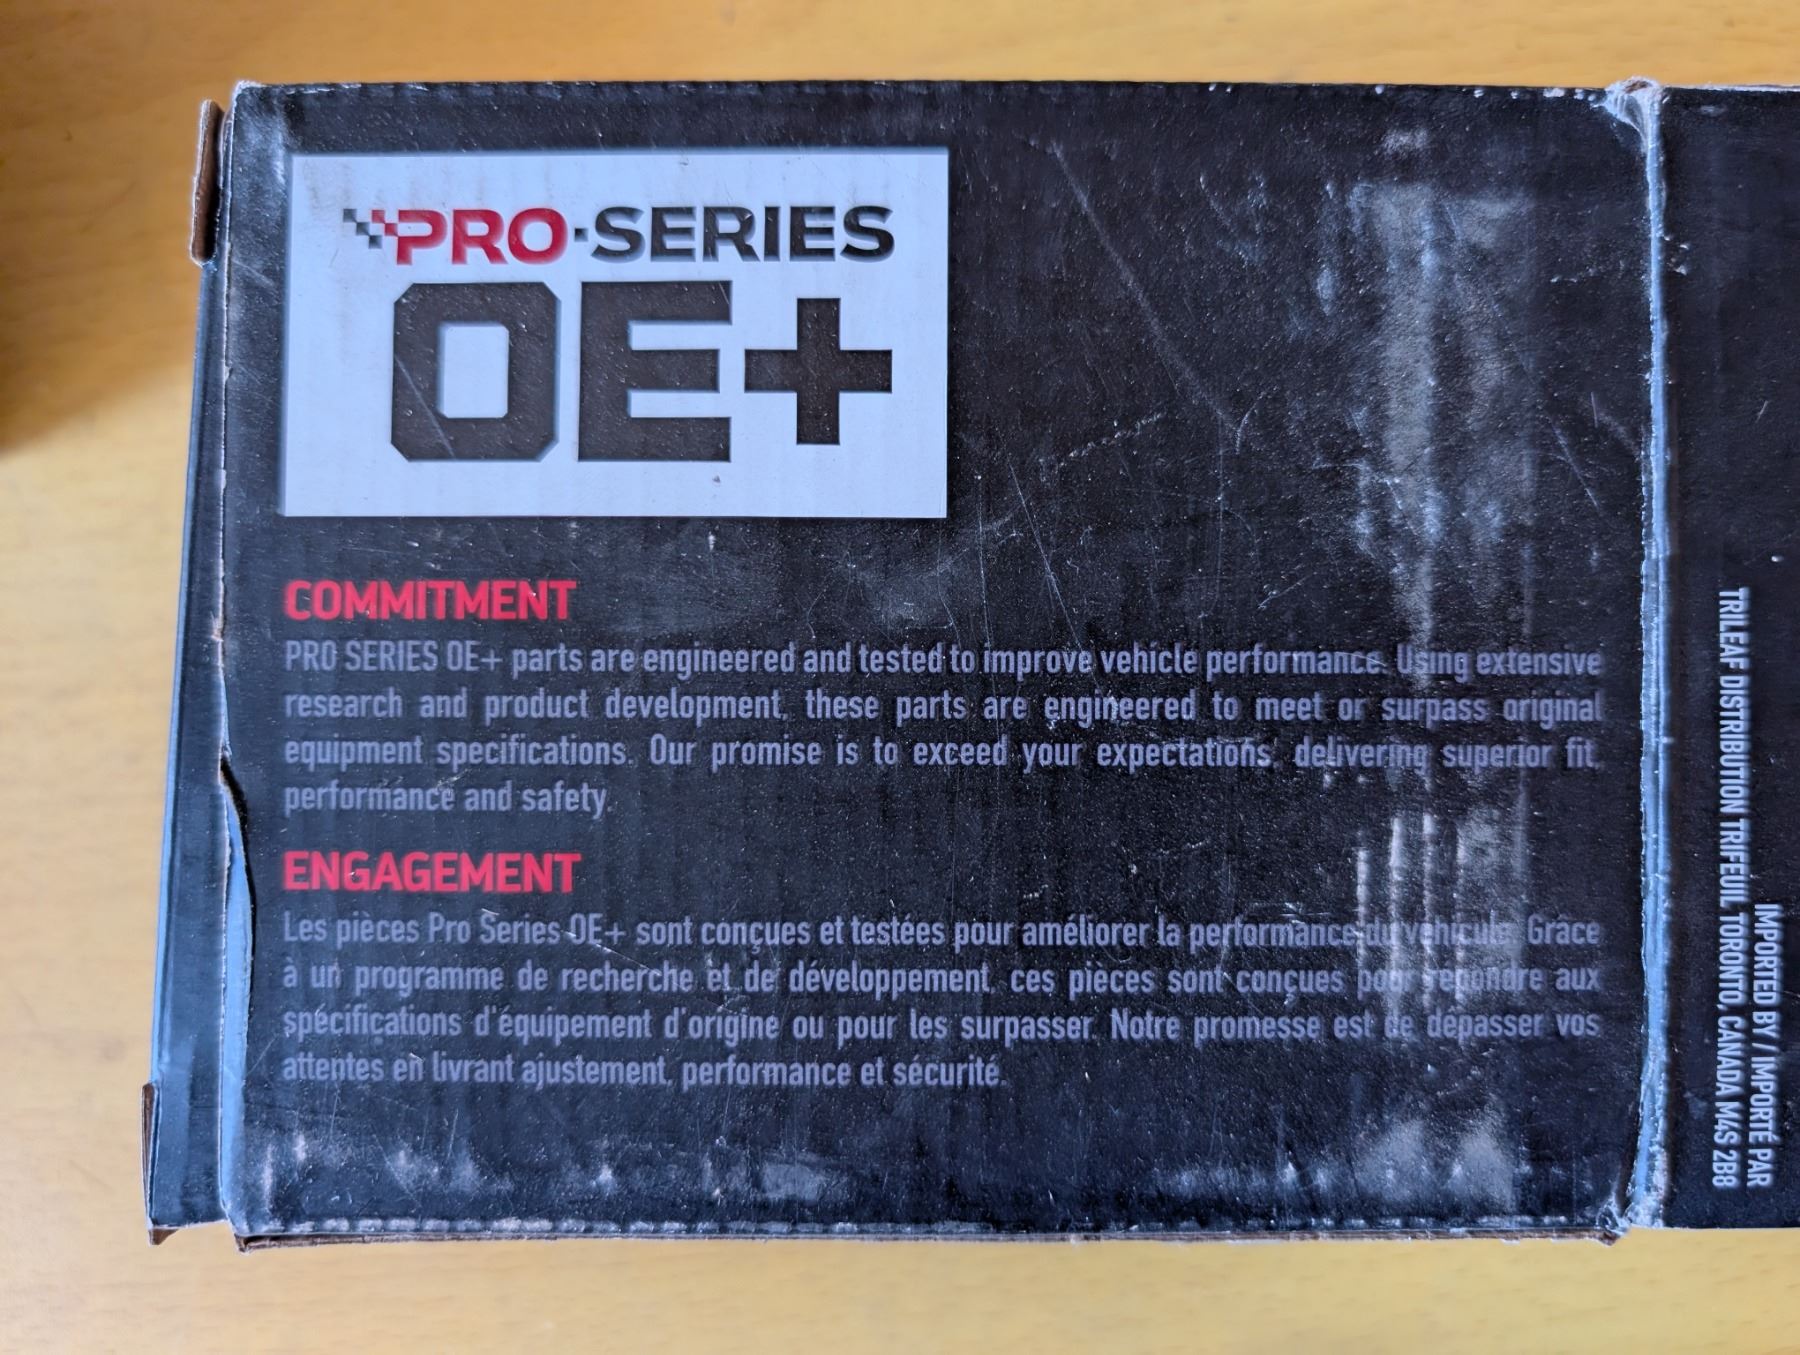 PRO·SERIES
OE+
COMMITMENT
PRO SERIES OE+ parts are engineered and tested to improve vehicle performance. Using extensive
research and product development, these parts are engineered to meet or surpass original
equipment specifications. Our promise is to exceed your expectations, delivering superior fit,
performance and safety.
ENGAGEMENT
Les pièces Pro Series OE+ sont conçues et testées pour améliorer la performance du véhicule. Grâce
à un programme de recherche et de développement, ces pièces sont conçues pour répondre aux
spécifications d'équipement d'origine ou pour les surpasser. Notre promesse est de dépasser vos
attentes en livrant ajustement, performance et sécurité.
IMPORTED BY / IMPORTÉ PAR
TRILEAF DISTRIBUTION TRIFEUIL TORONTO, CANADA M4S 2B8